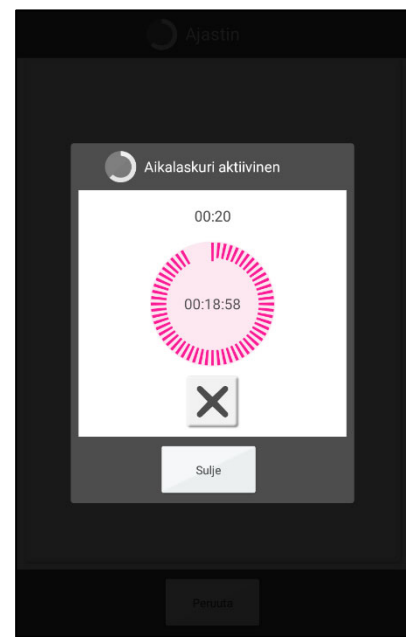 Ajastin
Aikalaskuri aktiivinen
00:20
00:18:58
Sulje
Peruuta